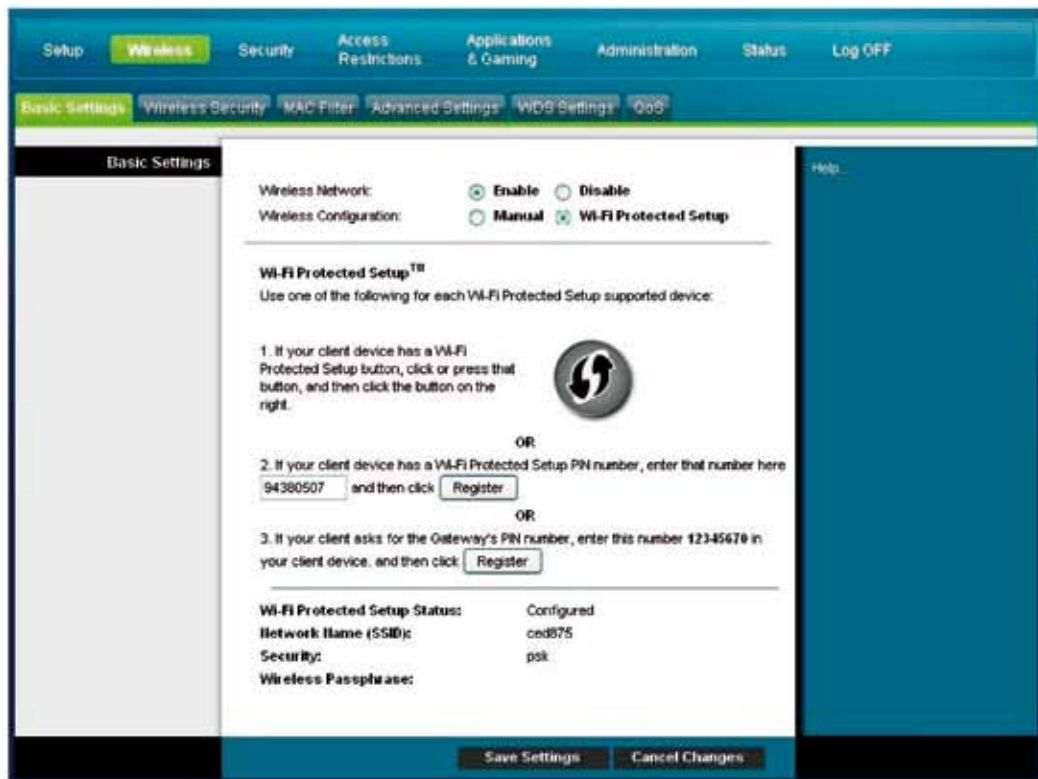 Setup Wireless Security Access Restrictions Applications & Gaming Administration Status Log OFF
Basic Settings Wireless Security MAC Filter Advanced Settings WDS Settings QoS
Basic Settings
Help...
Wireless Network: Enable Disable
Wireless Configuration: Manual Wi-Fi Protected Setup
Wi-Fi Protected Setup™
Use one of the following for each Wi-Fi Protected Setup supported device:
1. If your client device has a Wi-Fi
Protected Setup button, click or press that
button, and then click the button on the
right.
OR
2. If your client device has a Wi-Fi Protected Setup PIN number, enter that number here
94380507 and then click Register
OR
3. If your client asks for the Gateway's PIN number, enter this number 12345670 in
your client device. and then click Register
Wi-Fi Protected Setup Status: Configured
Network Name (SSID): ced875
Security: psk
Wireless Passphrase:
Save Settings Cancel Changes